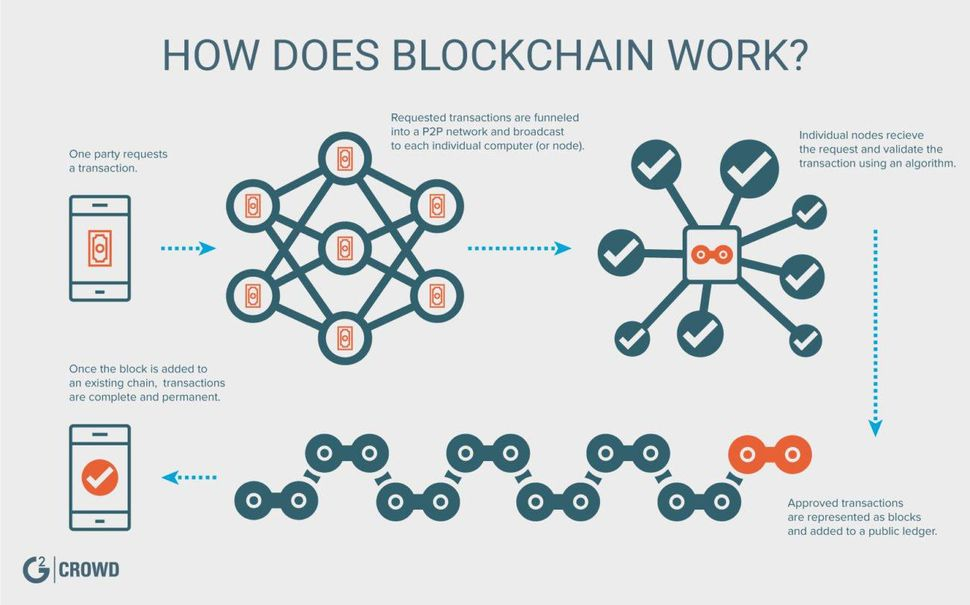 HOW DOES BLOCKCHAIN WORK?
One party requests
a transaction.
Requested transactions are funneled
into a P2P network and broadcast
to each individual computer (or node).
Individual nodes recieve
the request and validate the
transaction using an algorithm.
Approved transactions
are represented as blocks
and added to a public ledger.
Once the block is added to
an existing chain, transactions
are complete and permanent.
G2 CROWD